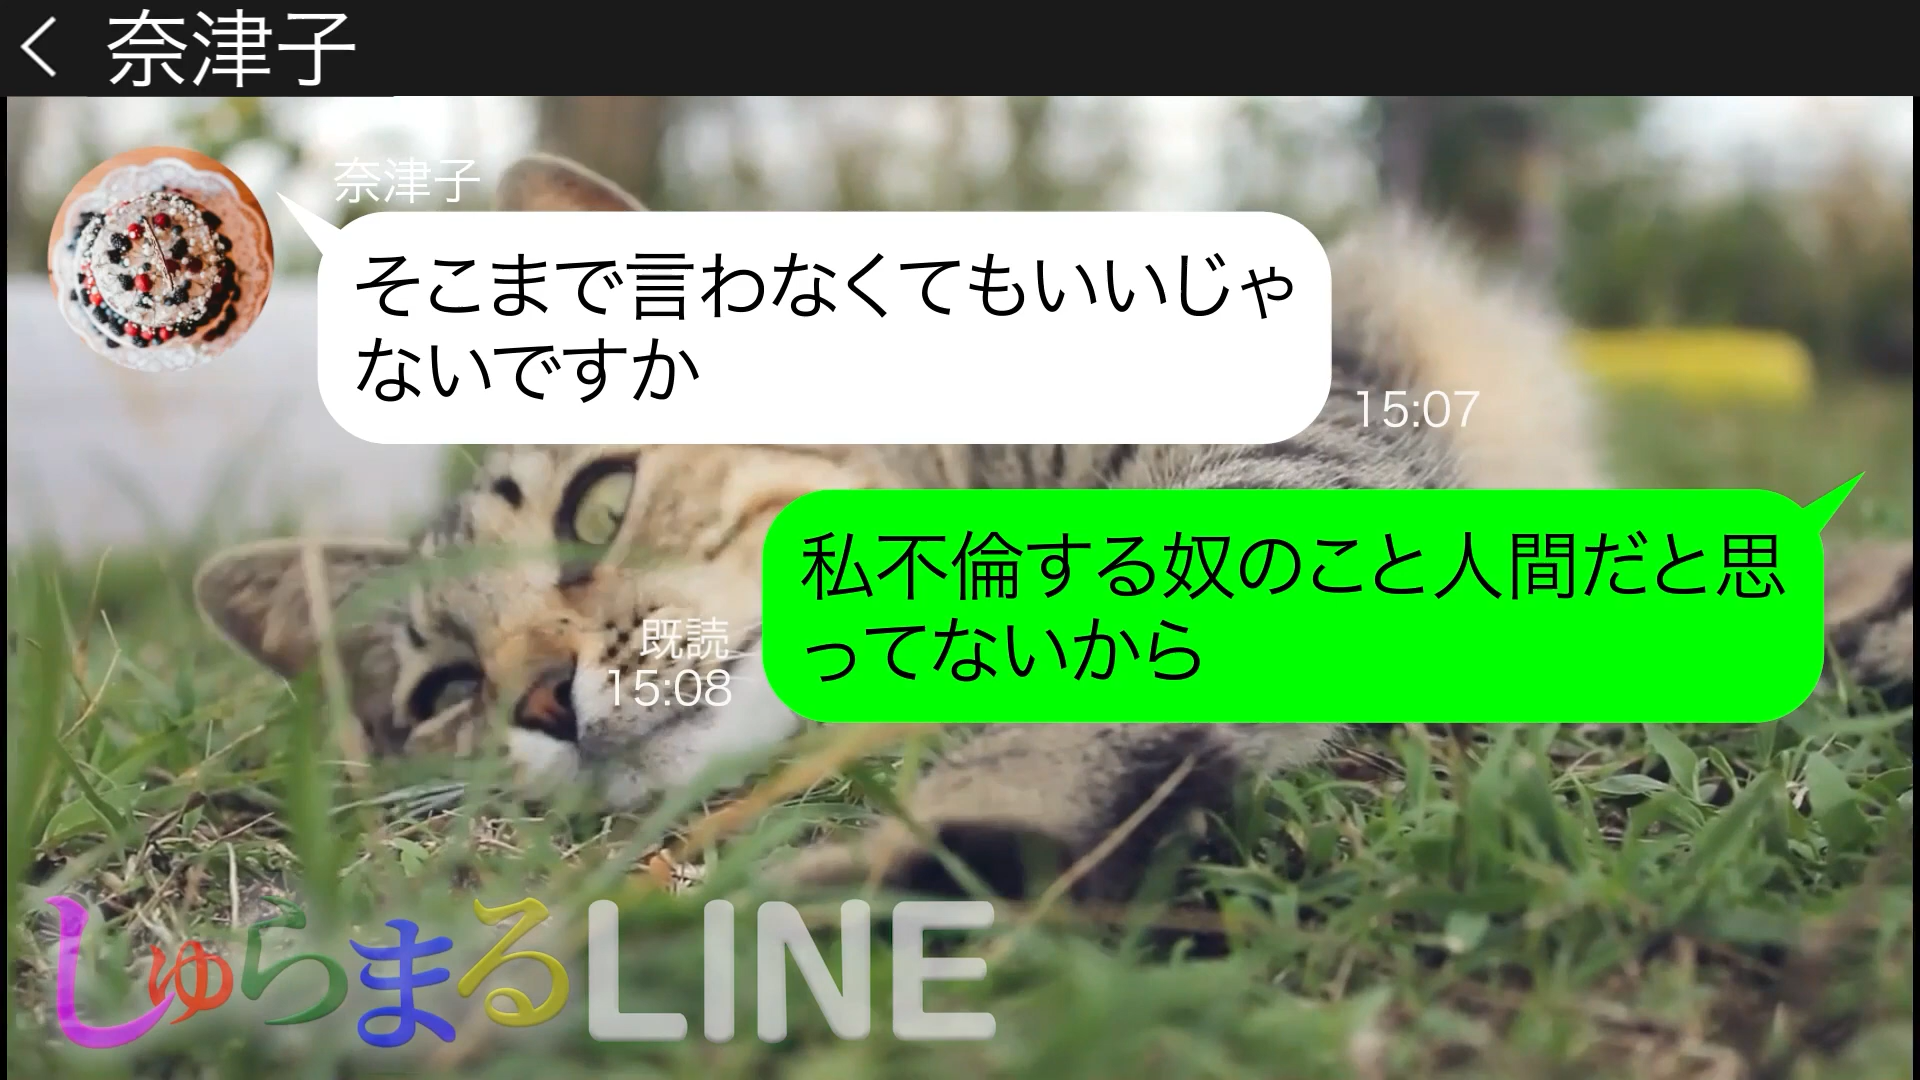 奈津子
奈津子
そこまで言わなくてもいいじゃ
ないですか
15:07
私不倫する奴のこと人間だと思
ってないから
既読
15:08
しゅらまるLINE